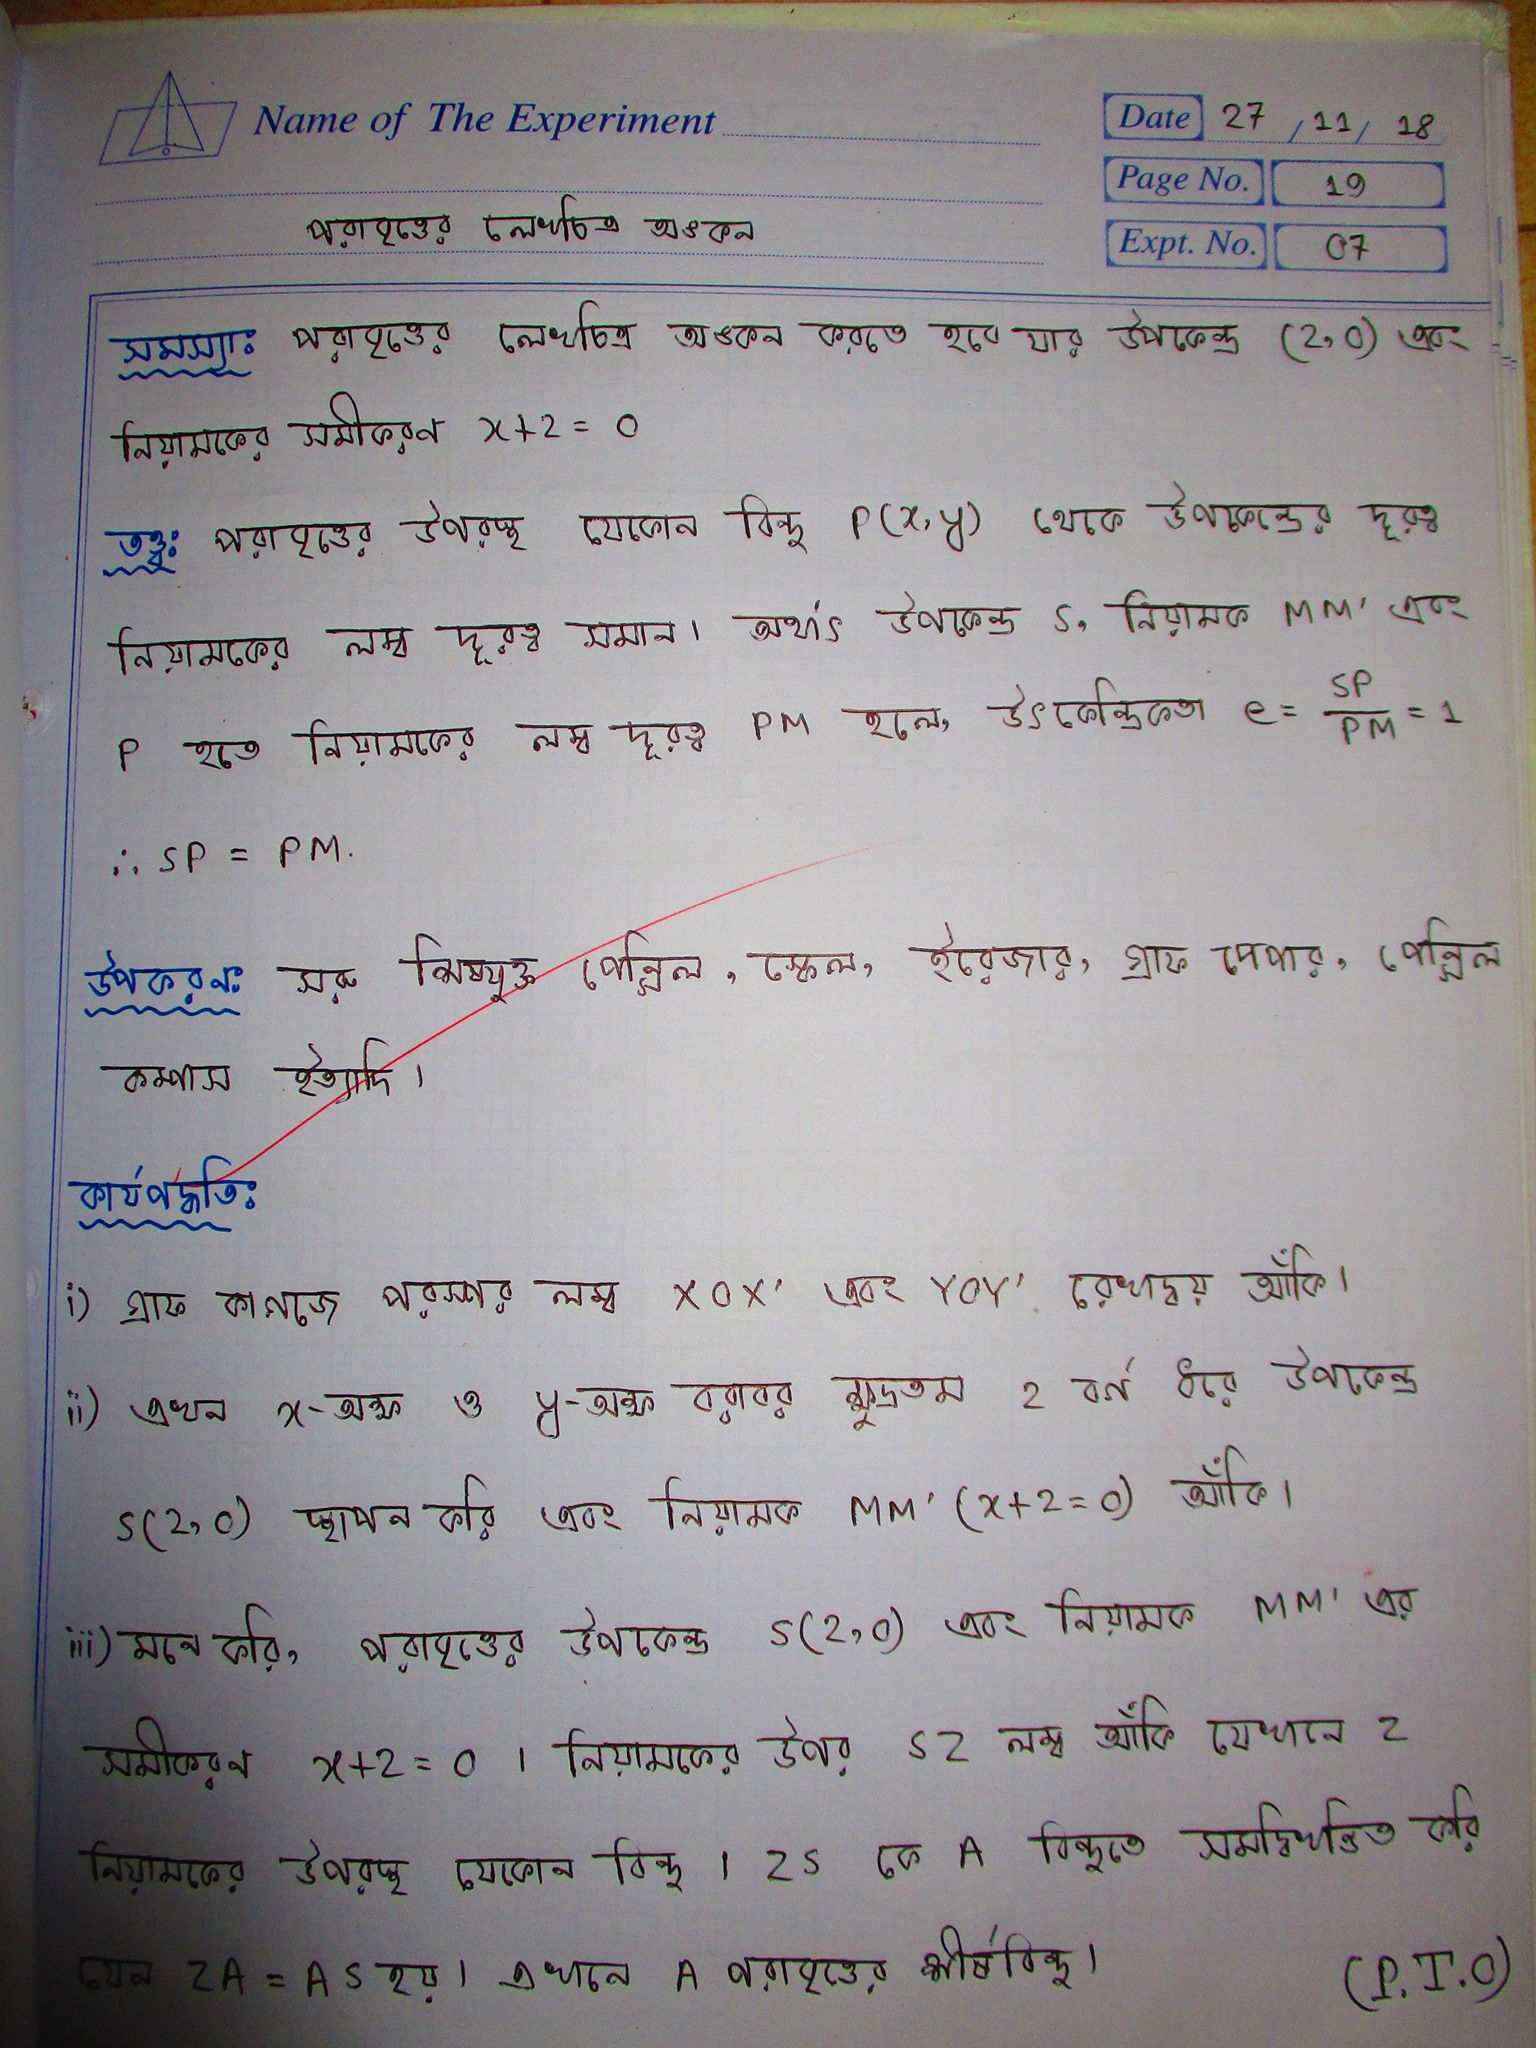 Name of The Experiment
Date 27 / 11 / 18
Page No. 19
পরাবৃত্তের লেখচিত্র অঙকন
Expt. No. 07
সমস্যাঃ পরাবৃত্তের লেখচিত্র অঙকন করতে হবে যার উপকেন্দ্র (2,0) এবং
নিয়ামকের সমীকরণ x+2 = 0
তত্ত্বঃ পরাবৃত্তের উপরস্থ যেকোন বিন্দু P(x,y) থেকে উপকেন্দ্রের দূরত্ব
নিয়ামকের লম্ব দূরত্ব সমান। অর্থাৎ উপকেন্দ্র S, নিয়ামক MM' এবং
P হতে নিয়ামকের লম্ব দূরত্ব PM হলে, উৎকেন্দ্রিকতা e = SP/PM = 1
∴ SP = PM.
উপকরণঃ সরু শিষযুক্ত পেন্সিল, স্কেল, ইরেজার, গ্রাফ পেপার, পেন্সিল
কম্পাস ইত্যাদি।
কার্যপদ্ধতিঃ
i) গ্রাফ কাগজে পরস্পর লম্ব XOX' এবং YOY' রেখাদ্বয় আঁকি।
ii) এখন x-অক্ষ ও y-অক্ষ বরাবর ক্ষুদ্রতম 2 বর্গ ধরে উপকেন্দ্র
S(2,0) স্থাপন করি এবং নিয়ামক MM' (x+2=0) আঁকি।
iii) মনে করি, পরাবৃত্তের উপকেন্দ্র S(2,0) এবং নিয়ামক MM' এর
সমীকরণ x+2=0 । নিয়ামকের উপর SZ লম্ব আঁকি যেখানে Z
নিয়ামকের উপরস্থ যেকোন বিন্দু । ZS কে A বিন্দুতে সমদ্বিখন্ডিত করি
যেন ZA = AS হয়। এখানে A পরাবৃত্তের শীর্ষবিন্দু।
(P.T.O)